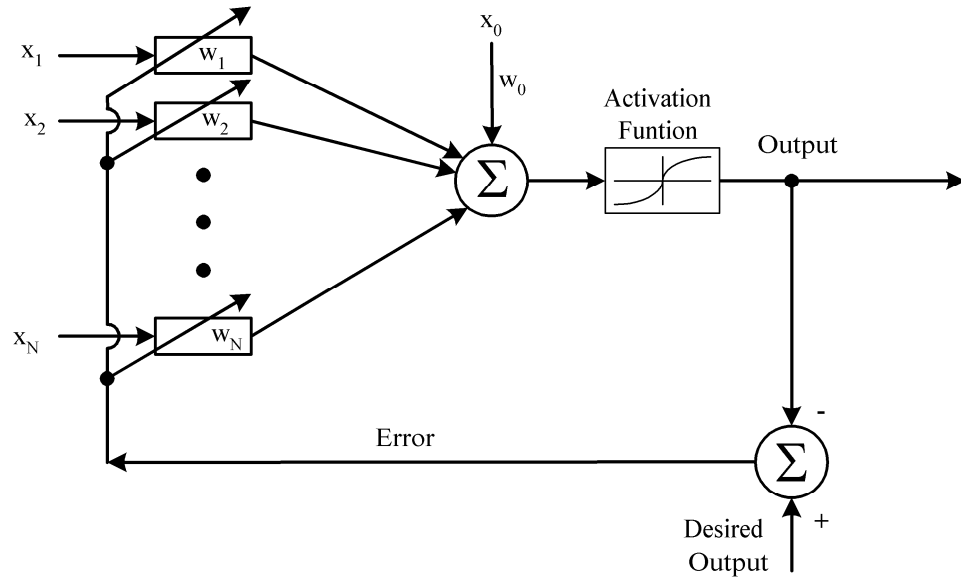 x1
w1
x2
w2
xN
wN
x0
w0
Σ
Activation
Funtion
Output
-
Σ
+
Error
Desired
Output